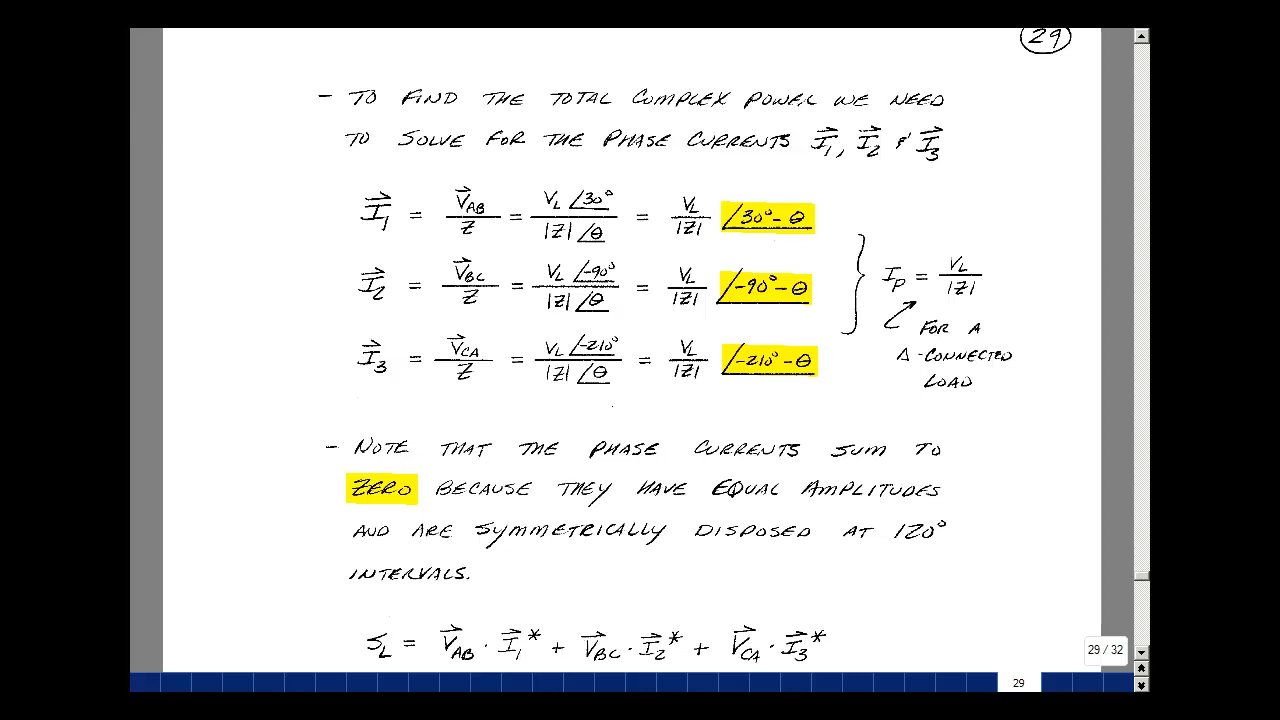 29
- TO FIND THE TOTAL COMPLEX POWER WE NEED
TO SOLVE FOR THE PHASE CURRENTS I⃗1, I⃗2 & I⃗3
I⃗1 = V⃗AB / Z = VL ∠30° / |Z| ∠θ = VL / |Z| ∠30° - θ
I⃗2 = V⃗BC / Z = VL ∠-90° / |Z| ∠θ = VL / |Z| ∠-90° - θ
I⃗3 = V⃗CA / Z = VL ∠-210° / |Z| ∠θ = VL / |Z| ∠-210° - θ
} Ip = VL / |Z|
FOR A
Δ-CONNECTED
LOAD
- NOTE THAT THE PHASE CURRENTS SUM TO
ZERO BECAUSE THEY HAVE EQUAL AMPLITUDES
AND ARE SYMMETRICALLY DISPOSED AT 120°
INTERVALS.
SL = V⃗AB · I⃗1* + V⃗BC · I⃗2* + V⃗CA · I⃗3*
29 / 32
29